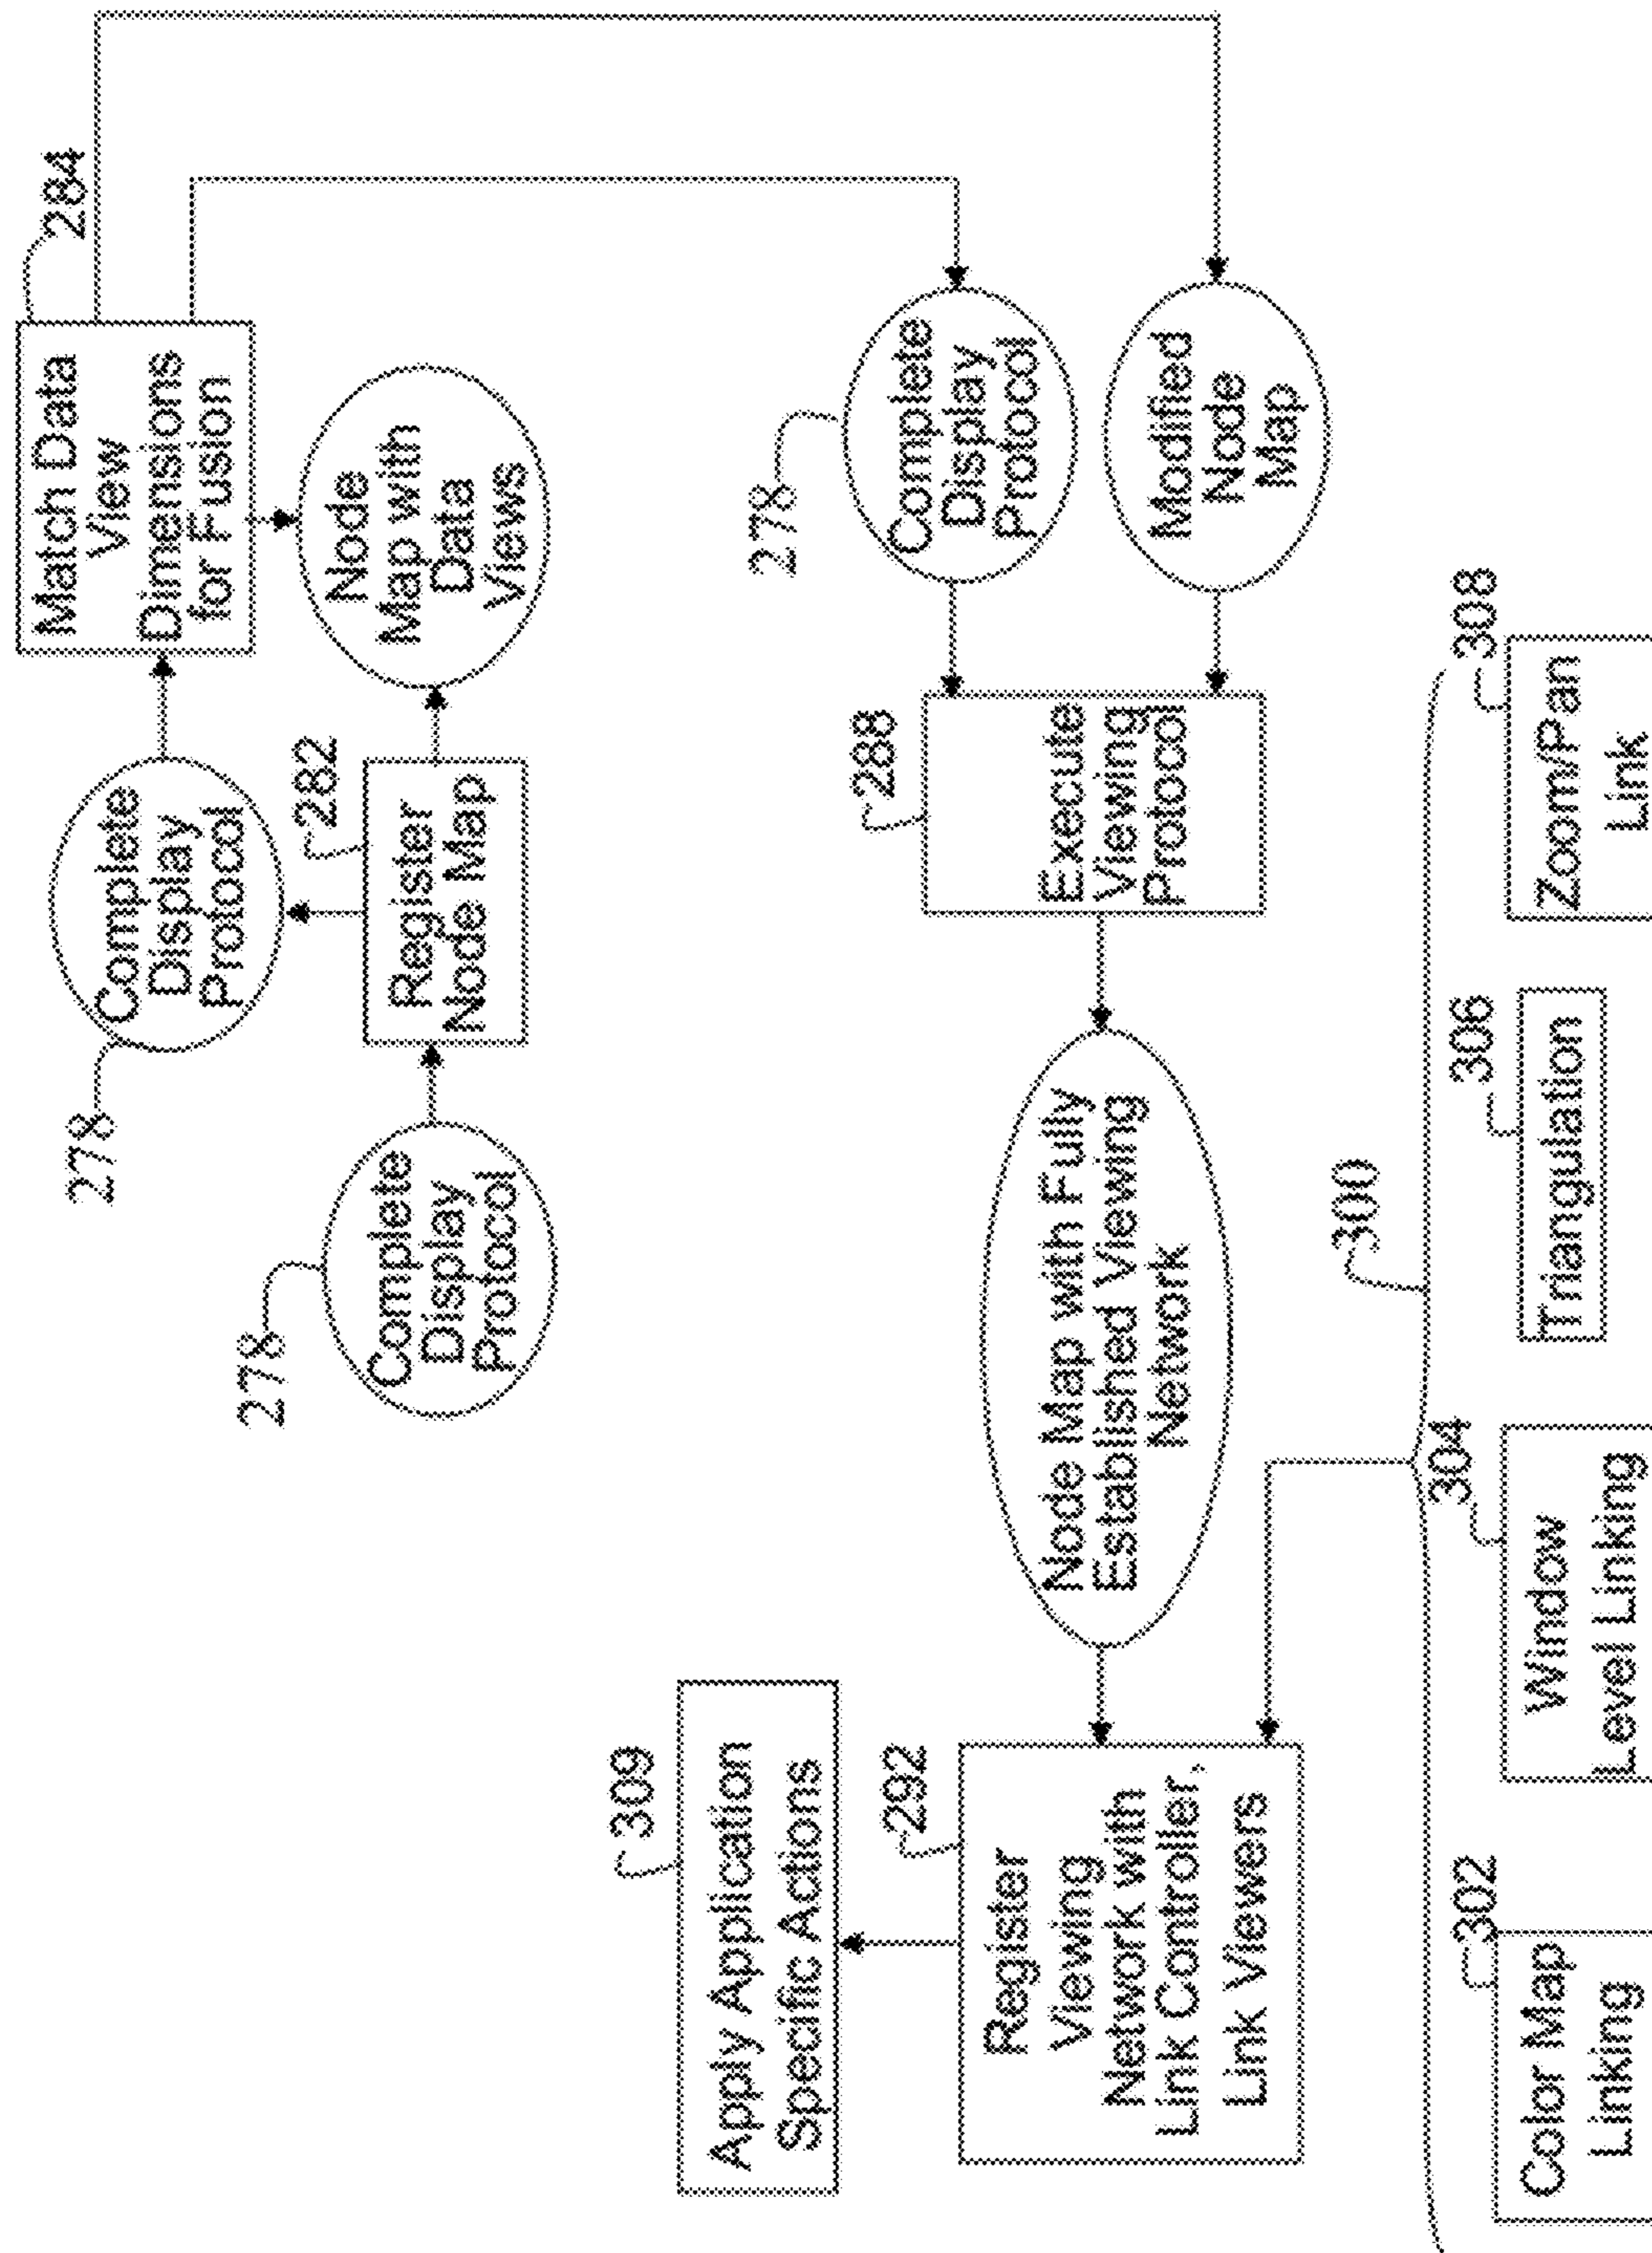 278
Complete
Display
Protocol
278
Complete
Display
Protocol
282
Register
Node Map
284
Match Data
View
Dimensions
for Fusion
Node
Map with
Data
Views
309
Apply Application
Specific Actions
292
Register
Viewing
Network with
Link Controller,
Link Viewers
Node Map with Fully
Established Viewing
Network
288
Execute
Viewing
Protocol
278
Complete
Display
Protocol
Modified
Node
Map
300
302
Color Map
Linking
304
Window
Level Linking
306
Triangulation
308
Zoom/Pan
Link